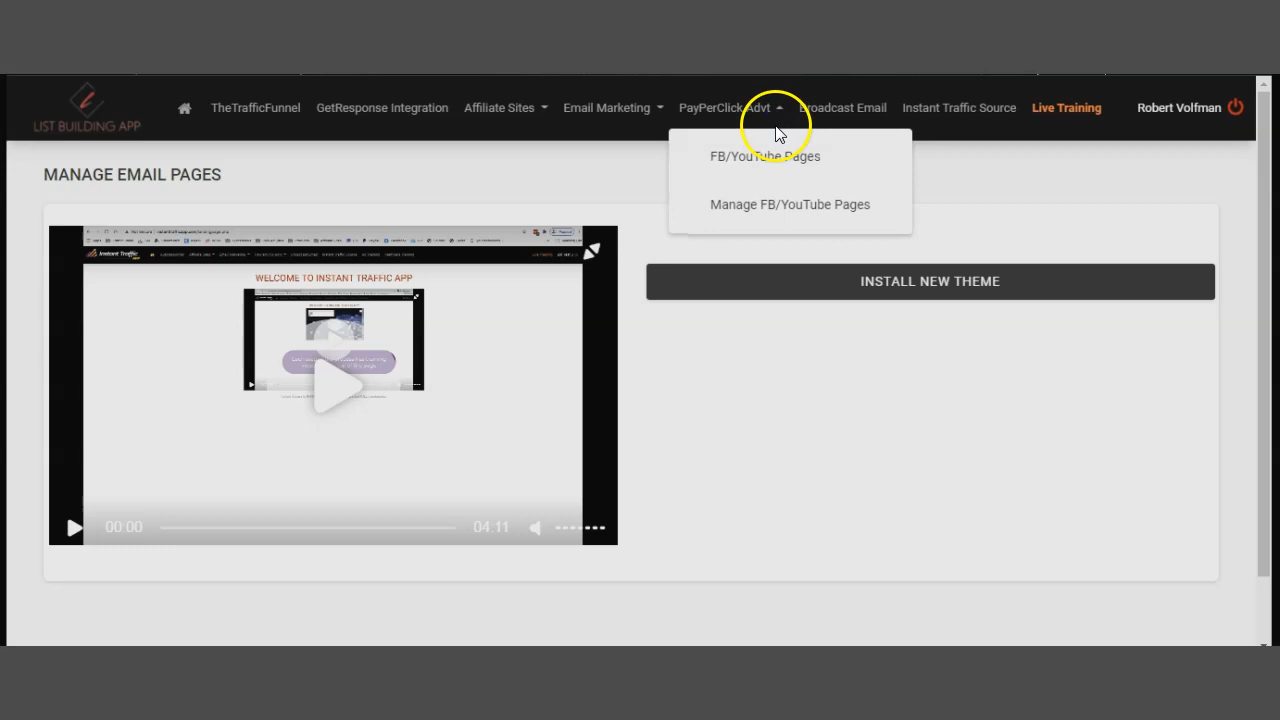 LIST BUILDING APP
TheTrafficFunnel GetResponse Integration Affiliate Sites Email Marketing PayPerClick Advt Broadcast Email Instant Traffic Source Live Training Robert Volfman
FB/YouTube Pages
Manage FB/YouTube Pages
MANAGE EMAIL PAGES
INSTALL NEW THEME
Instant Traffic
WELCOME TO INSTANT TRAFFIC APP
00:00 04:11